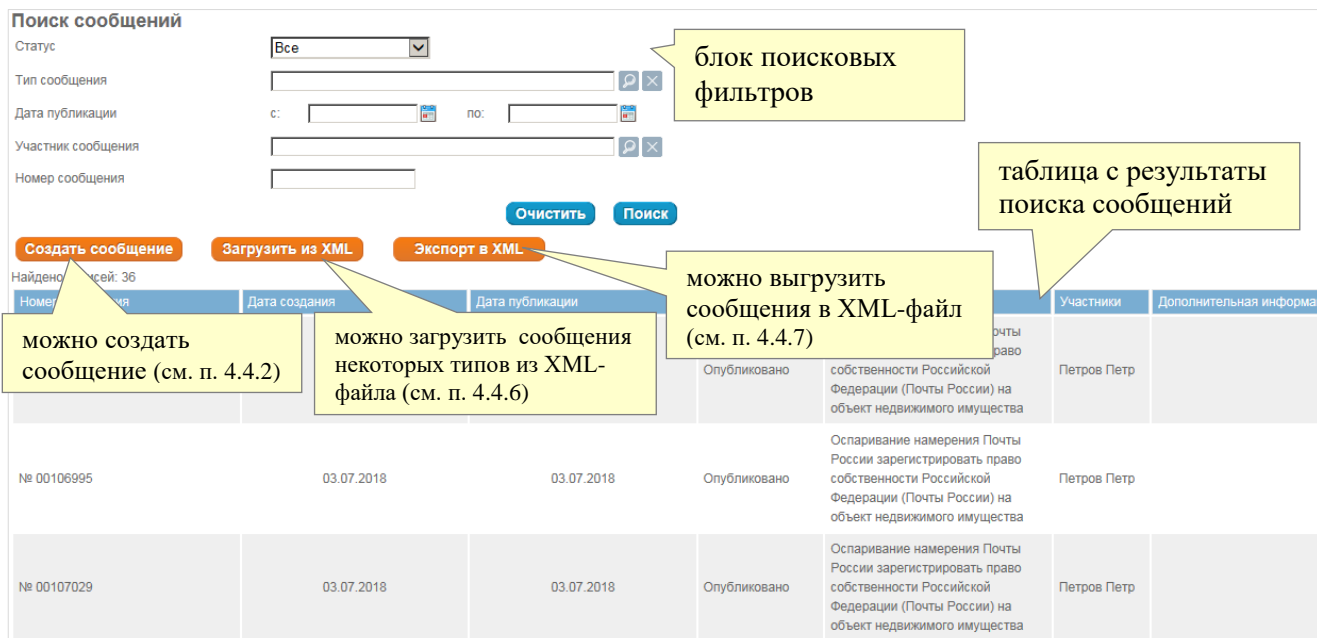 Поиск сообщений
Статус
Все
блок поисковых
фильтров
Тип сообщения
Дата публикации
с:
по:
Участник сообщения
таблица с результаты
поиска сообщений
Номер сообщения
Очистить
Поиск
Создать сообщение
Загрузить из XML
Экспорт в XML
можно выгрузить
сообщения в XML-файл
(см. п. 4.4.7)
36
Дата создания
Дата публикации
Участники
можно создать
сообщение (см. п. 4.4.2)
можно загрузить сообщения
некоторых типов из XML-
файла (см. п. 4.4.6)
Опубликовано
собственности Российской
Федерации (Почты России) на
объект недвижимого имущества
Петров Петр
№ 00106995
03.07.2018
03.07.2018
Опубликовано
Оспаривание намерения Почты
России зарегистрировать право
собственности Российской
Федерации (Почты России) на
объект недвижимого имущества
Петров Петр
№ 00107029
03.07.2018
03.07.2018
Опубликовано
Оспаривание намерения Почты
России зарегистрировать право
собственности Российской
Федерации (Почты России) на
объект недвижимого имущества
Петров Петр
Дополнительная информа